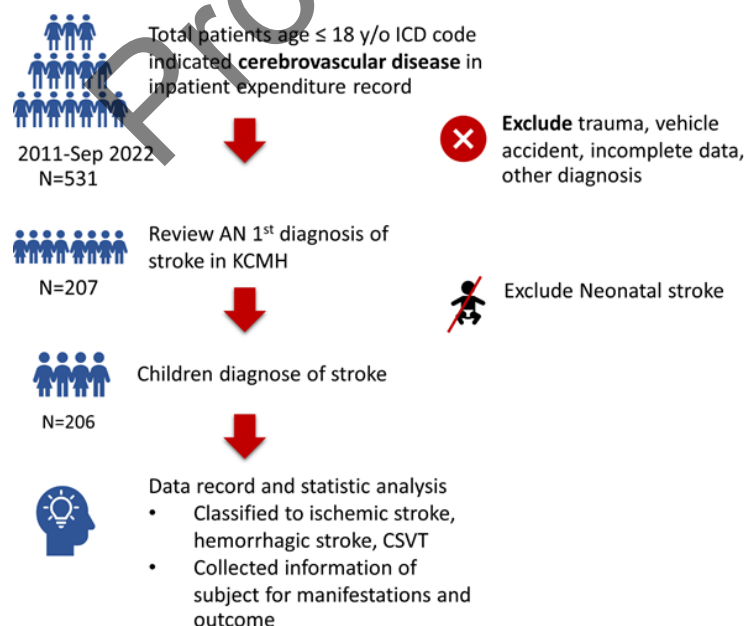 Total patients age ≤ 18 y/o ICD code
indicated cerebrovascular disease in
inpatient expenditure record
2011-Sep 2022
N=531
Exclude trauma, vehicle
accident, incomplete data,
other diagnosis
Review AN 1st diagnosis of
stroke in KCMH
N=207
Exclude Neonatal stroke
Children diagnose of stroke
N=206
Data record and statistic analysis
• Classified to ischemic stroke,
hemorrhagic stroke, CSVT
• Collected information of
subject for manifestations and
outcome